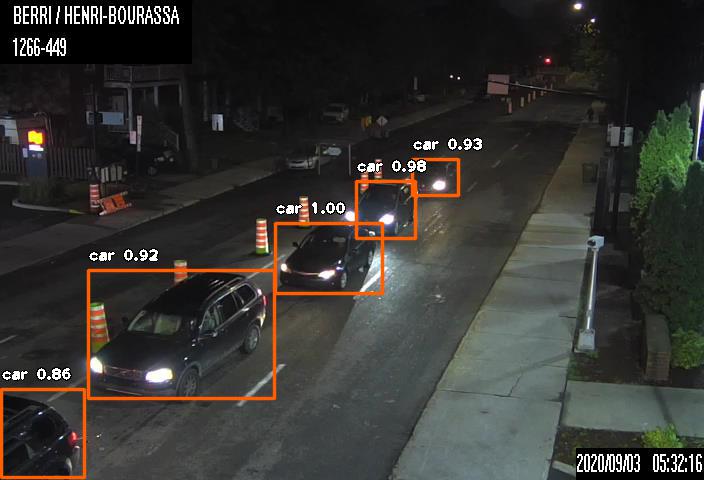 BERRI / HENRI-BOURASSA
1266-449
car 0.93
car 0.98
car 1.00
car 0.92
car 0.86
2020/09/03 05:32:16